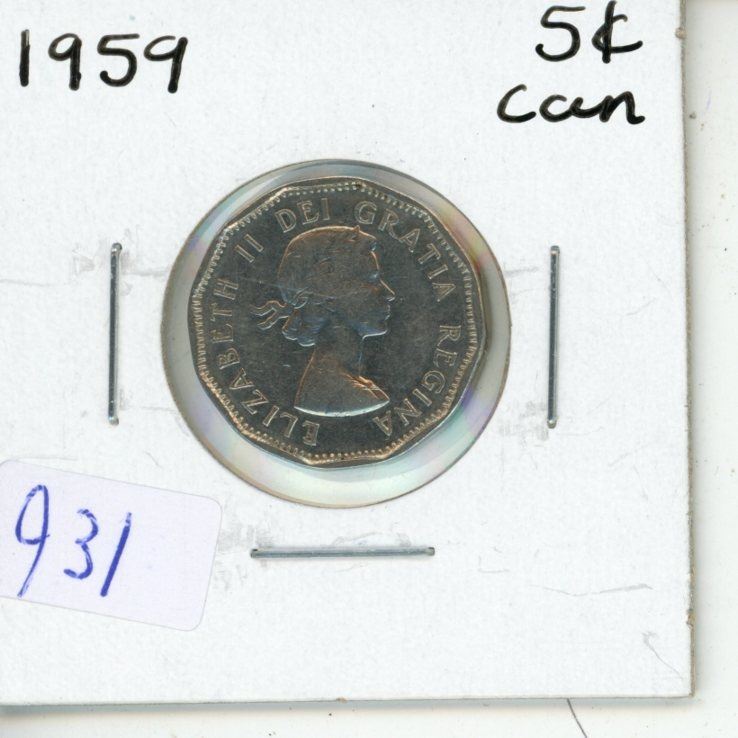 1959
5¢
can
ELIZABETH II DEI GRATIA REGINA
931